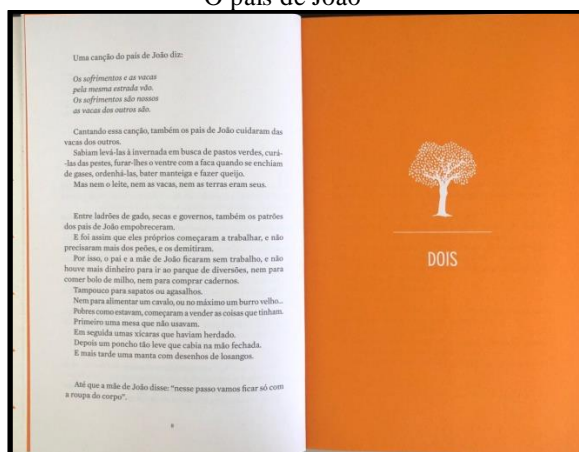 O país de João
Uma canção do país de João diz:
Os sofrimentos e as vacas
pela mesma estrada vão.
Os sofrimentos são nossos
as vacas dos outros são.
Cantando essa canção, também os pais de João cuidaram das
vacas dos outros.
Sabiam levá-las à invernada em busca de pastos verdes, curá-
-las das pestes, furar-lhes o ventre com a faca quando se enchiam
de gases, ordenhá-las, bater manteiga e fazer queijo.
Mas nem o leite, nem as vacas, nem as terras eram seus.
Entre ladrões de gado, secas e governos, também os patrões
dos pais de João empobreceram.
E foi assim que eles próprios começaram a trabalhar, e não
precisaram mais dos peões, e os demitiram.
Por isso, o pai e a mãe de João ficaram sem trabalho, e não
houve mais dinheiro para ir ao parque de diversões, nem para
comer bolo de milho, nem para comprar cadernos.
Tampouco para sapatos ou agasalhos.
Nem para alimentar um cavalo, ou no máximo um burro velho...
Pobres como estavam, começaram a vender as coisas que tinham.
Primeiro uma mesa que não usavam.
Em seguida umas xícaras que haviam herdado.
Depois um poncho tão leve que cabia na mão fechada.
E mais tarde uma manta com desenhos de losangos.
Até que a mãe de João disse: “nesse passo vamos ficar só com
a roupa do corpo”.
DOIS